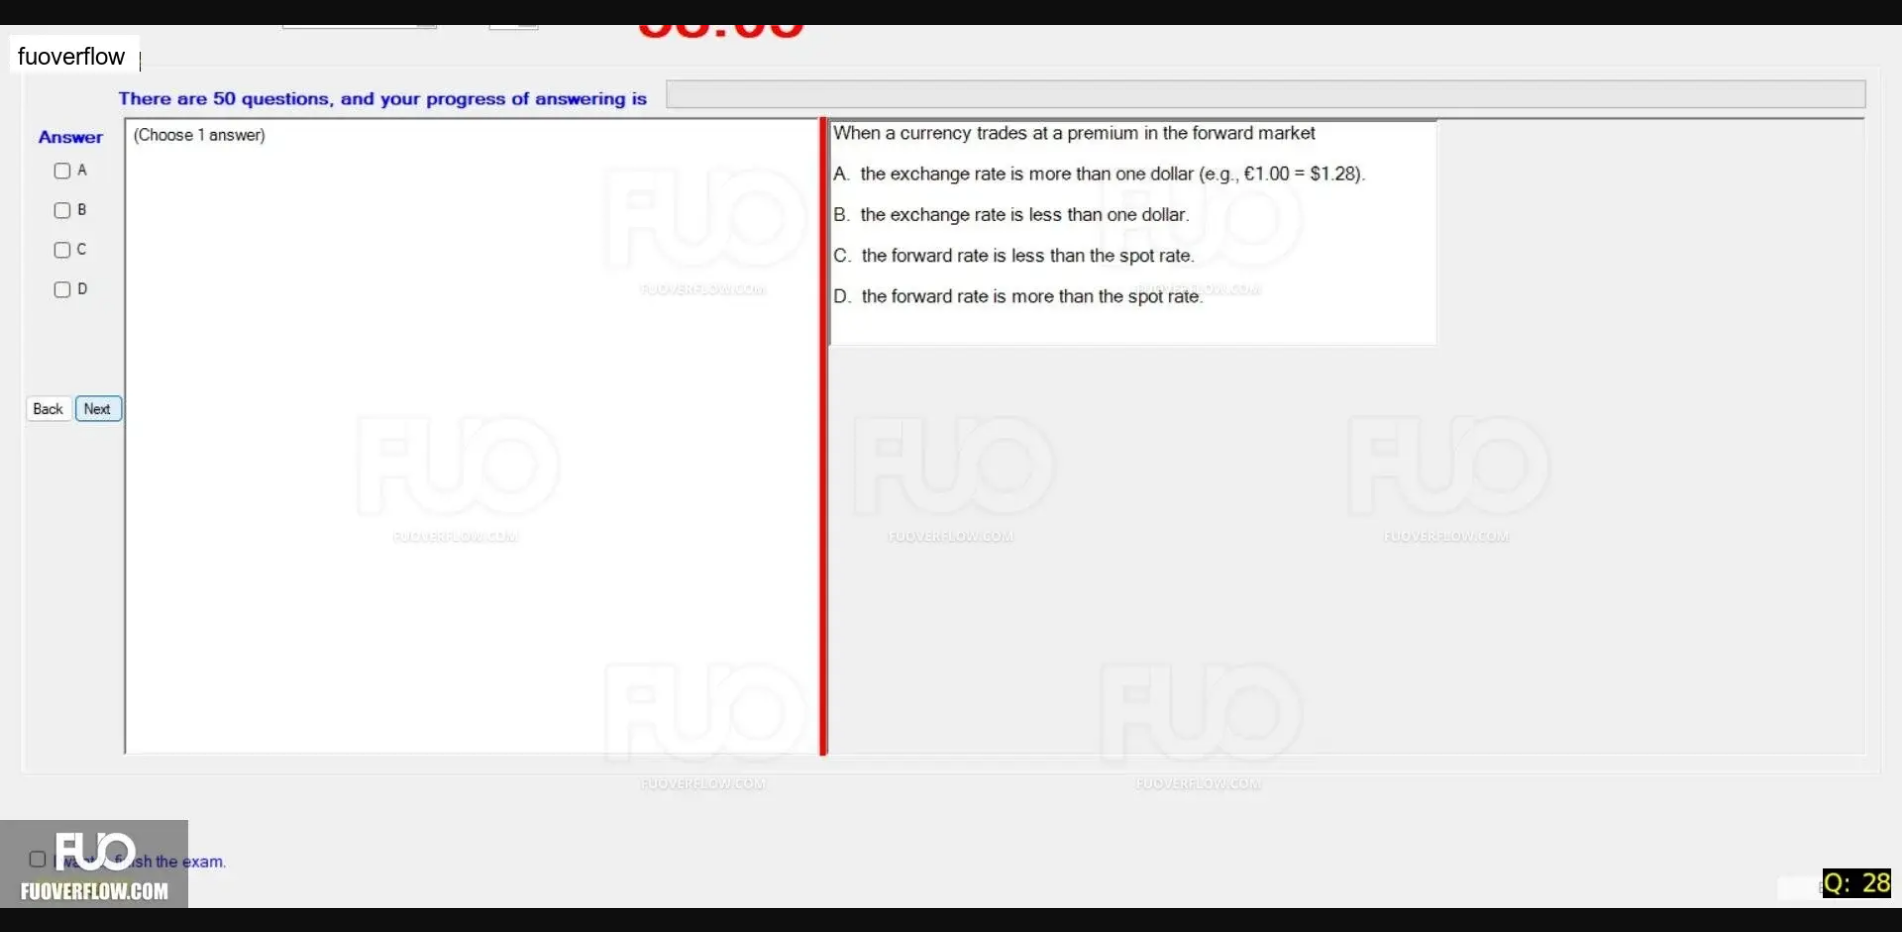 fuoverflow
There are 50 questions, and your progress of answering is
Answer
(Choose 1 answer)
A
B
C
D
Back
Next
When a currency trades at a premium in the forward market
A. the exchange rate is more than one dollar (e.g., €1.00 = $1.28).
B. the exchange rate is less than one dollar.
C. the forward rate is less than the spot rate.
D. the forward rate is more than the spot rate.
FUO
FUOVERFLOW.COM
FUO
FUOVERFLOW.COM
FUO
FUOVERFLOW.COM
FUO
FUOVERFLOW.COM
FUO
FUOVERFLOW.COM
FUO
FUOVERFLOW.COM
FUO
FUOVERFLOW.COM
the exam.
FUO
FUOVERFLOW.COM
Q: 28